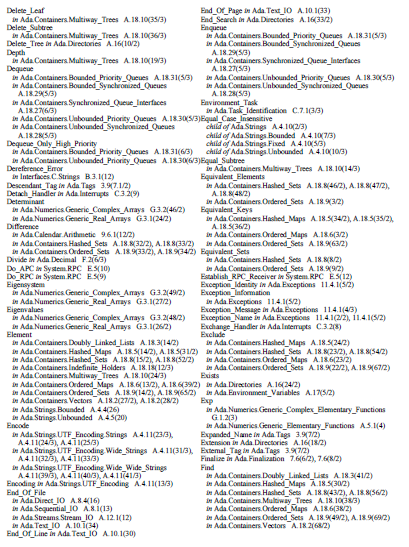 Delete_Leaf
in Ada.Containers.Multiway_Trees A.18.10(35/3)
Delete_Subtree
in Ada.Containers.Multiway_Trees A.18.10(36/3)
Delete_Tree in Ada.Directories A.16(10/2)
Depth
in Ada.Containers.Multiway_Trees A.18.10(19/3)
Dequeue
in Ada.Containers.Bounded_Priority_Queues A.18.31(5/3)
in Ada.Containers.Bounded_Synchronized_Queues
A.18.29(5/3)
in Ada.Containers.Synchronized_Queue_Interfaces
A.18.27(6/3)
in Ada.Containers.Unbounded_Priority_Queues A.18.30(5/3)
in Ada.Containers.Unbounded_Synchronized_Queues
A.18.28(5/3)
Dequeue_Only_High_Priority
in Ada.Containers.Bounded_Priority_Queues A.18.31(6/3)
in Ada.Containers.Unbounded_Priority_Queues A.18.30(6/3)
Dereference_Error
in Interfaces.C.Strings B.3.1(12)
Descendant_Tag in Ada.Tags 3.9(7.1/2)
Detach_Handler in Ada.Interrupts C.3.2(9)
Determinant
in Ada.Numerics.Generic_Complex_Arrays G.3.2(46/2)
in Ada.Numerics.Generic_Real_Arrays G.3.1(24/2)
Difference
in Ada.Calendar.Arithmetic 9.6.1(12/2)
in Ada.Containers.Hashed_Sets A.18.8(32/2), A.18.8(33/2)
in Ada.Containers.Ordered_Sets A.18.9(33/2), A.18.9(34/2)
Divide in Ada.Decimal F.2(6/3)
Do_APC in System.RPC E.5(10)
Do_RPC in System.RPC E.5(9)
Eigensystem
in Ada.Numerics.Generic_Complex_Arrays G.3.2(49/2)
in Ada.Numerics.Generic_Real_Arrays G.3.1(27/2)
Eigenvalues
in Ada.Numerics.Generic_Complex_Arrays G.3.2(48/2)
in Ada.Numerics.Generic_Real_Arrays G.3.1(26/2)
Element
in Ada.Containers.Doubly_Linked_Lists A.18.3(14/2)
in Ada.Containers.Hashed_Maps A.18.5(14/2), A.18.5(31/2)
in Ada.Containers.Hashed_Sets A.18.8(15/2), A.18.8(52/2)
in Ada.Containers.Indefinite_Holders A.18.18(12/3)
in Ada.Containers.Multiway_Trees A.18.10(24/3)
in Ada.Containers.Ordered_Maps A.18.6(13/2), A.18.6(39/2)
in Ada.Containers.Ordered_Sets A.18.9(14/2), A.18.9(65/2)
in Ada.Containers.Vectors A.18.2(27/2), A.18.2(28/2)
in Ada.Strings.Bounded A.4.4(26)
in Ada.Strings.Unbounded A.4.5(20)
Encode
in Ada.Strings.UTF_Encoding.Strings A.4.11(23/3),
A.4.11(24/3), A.4.11(25/3)
in Ada.Strings.UTF_Encoding.Wide_Strings A.4.11(31/3),
A.4.11(32/3), A.4.11(33/3)
in Ada.Strings.UTF_Encoding.Wide_Wide_Strings
A.4.11(39/3), A.4.11(40/3), A.4.11(41/3)
Encoding in Ada.Strings.UTF_Encoding A.4.11(13/3)
End_Of_File
in Ada.Direct_IO A.8.4(16)
in Ada.Sequential_IO A.8.1(13)
in Ada.Streams.Stream_IO A.12.1(12)
in Ada.Text_IO A.10.1(34)
End_Of_Line in Ada.Text_IO A.10.1(30)
End_Of_Page in Ada.Text_IO A.10.1(33)
End_Search in Ada.Directories A.16(33/2)
Enqueue
in Ada.Containers.Bounded_Priority_Queues A.18.31(5/3)
in Ada.Containers.Bounded_Synchronized_Queues
A.18.29(5/3)
in Ada.Containers.Synchronized_Queue_Interfaces
A.18.27(5/3)
in Ada.Containers.Unbounded_Priority_Queues A.18.30(5/3)
in Ada.Containers.Unbounded_Synchronized_Queues
A.18.28(5/3)
Environment_Task
in Ada.Task_Identification C.7.1(3/3)
Equal_Case_Insensitive
child of Ada.Strings A.4.10(2/3)
child of Ada.Strings.Bounded A.4.10(7/3)
child of Ada.Strings.Fixed A.4.10(5/3)
child of Ada.Strings.Unbounded A.4.10(10/3)
Equal_Subtree
in Ada.Containers.Multiway_Trees A.18.10(14/3)
Equivalent_Elements
in Ada.Containers.Hashed_Sets A.18.8(46/2), A.18.8(47/2),
A.18.8(48/2)
in Ada.Containers.Ordered_Sets A.18.9(3/2)
Equivalent_Keys
in Ada.Containers.Hashed_Maps A.18.5(34/2), A.18.5(35/2),
A.18.5(36/2)
in Ada.Containers.Ordered_Maps A.18.6(3/2)
in Ada.Containers.Ordered_Sets A.18.9(63/2)
Equivalent_Sets
in Ada.Containers.Hashed_Sets A.18.8(8/2)
in Ada.Containers.Ordered_Sets A.18.9(9/2)
Establish_RPC_Receiver in System.RPC E.5(12)
Exception_Identity in Ada.Exceptions 11.4.1(5/2)
Exception_Information
in Ada.Exceptions 11.4.1(5/2)
Exception_Message in Ada.Exceptions 11.4.1(4/3)
Exception_Name in Ada.Exceptions 11.4.1(2/2), 11.4.1(5/2)
Exchange_Handler in Ada.Interrupts C.3.2(8)
Exclude
in Ada.Containers.Hashed_Maps A.18.5(24/2)
in Ada.Containers.Hashed_Sets A.18.8(23/2), A.18.8(54/2)
in Ada.Containers.Ordered_Maps A.18.6(23/2)
in Ada.Containers.Ordered_Sets A.18.9(22/2), A.18.9(67/2)
Exists
in Ada.Directories A.16(24/2)
in Ada.Environment_Variables A.17(5/2)
Exp
in Ada.Numerics.Generic_Complex_Elementary_Functions
G.1.2(3)
in Ada.Numerics.Generic_Elementary_Functions A.5.1(4)
Expanded_Name in Ada.Tags 3.9(7/2)
Extension in Ada.Directories A.16(18/2)
External_Tag in Ada.Tags 3.9(7/2)
Finalize in Ada.Finalization 7.6(6/2), 7.6(8/2)
Find
in Ada.Containers.Doubly_Linked_Lists A.18.3(41/2)
in Ada.Containers.Hashed_Maps A.18.5(30/2)
in Ada.Containers.Hashed_Sets A.18.8(43/2), A.18.8(56/2)
in Ada.Containers.Multiway_Trees A.18.10(38/3)
in Ada.Containers.Ordered_Maps A.18.6(38/2)
in Ada.Containers.Ordered_Sets A.18.9(49/2), A.18.9(69/2)
in Ada.Containers.Vectors A.18.2(68/2)